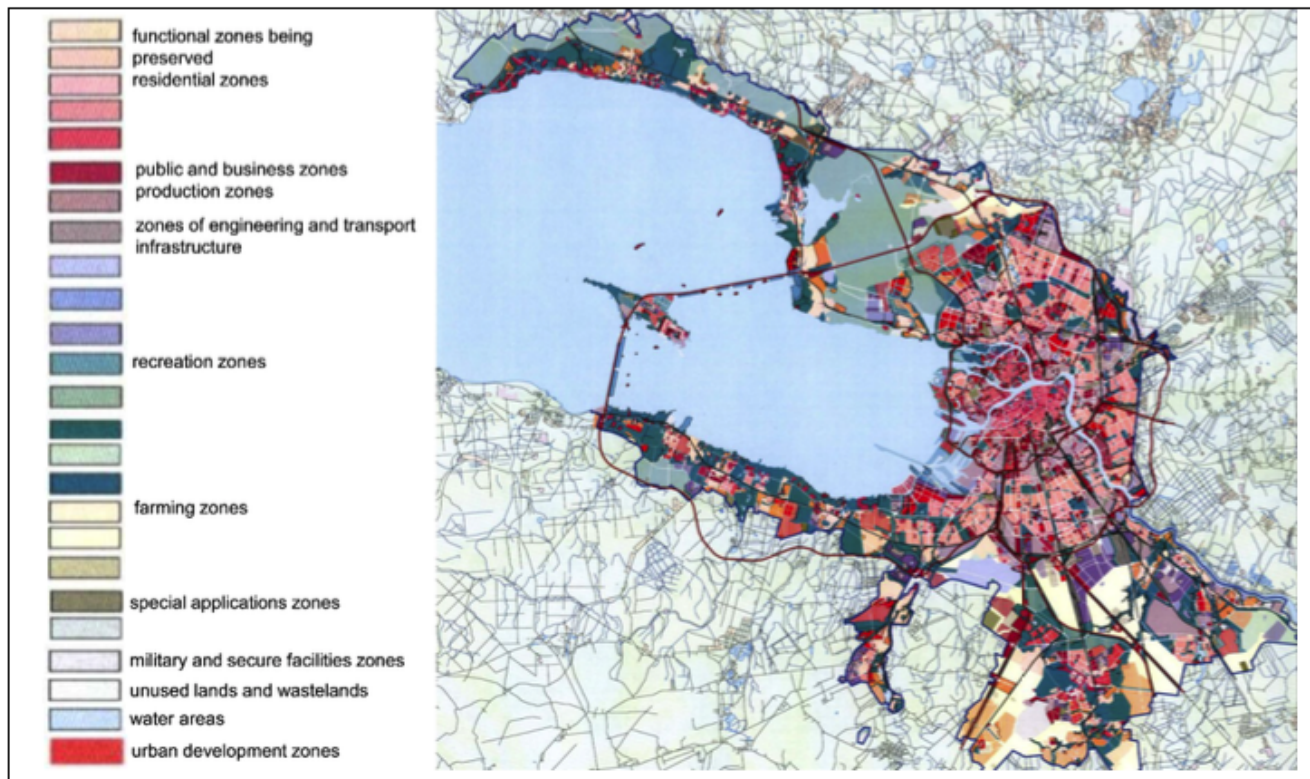 functional zones being
preserved
residential zones
public and business zones
production zones
zones of engineering and transport
infrastructure
recreation zones
farming zones
special applications zones
military and secure facilities zones
unused lands and wastelands
water areas
urban development zones